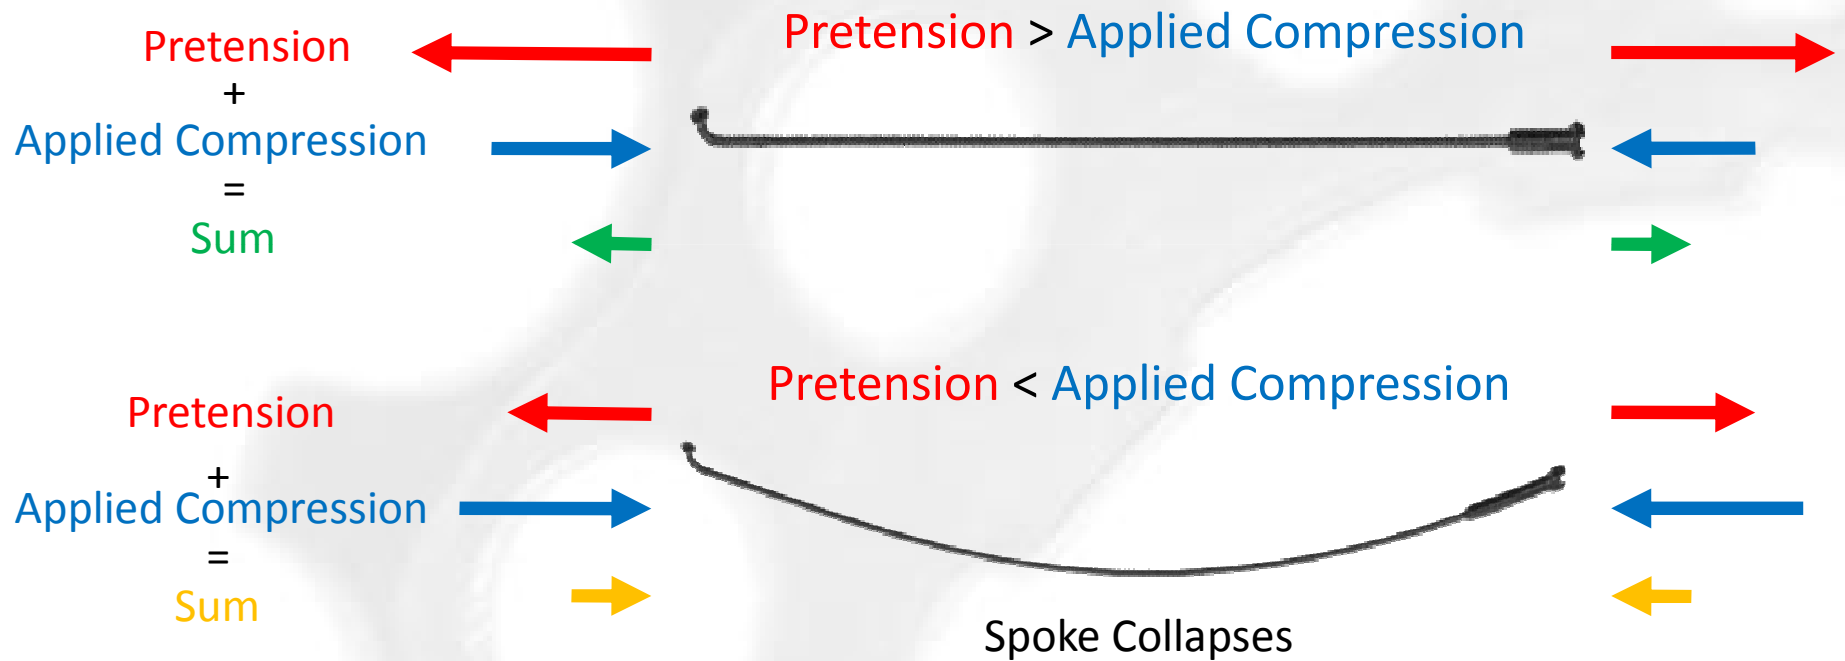 Pretension > Applied Compression
Pretension
+
Applied Compression
=
Sum
Pretension < Applied Compression
Pretension
+
Applied Compression
=
Sum
Spoke Collapses